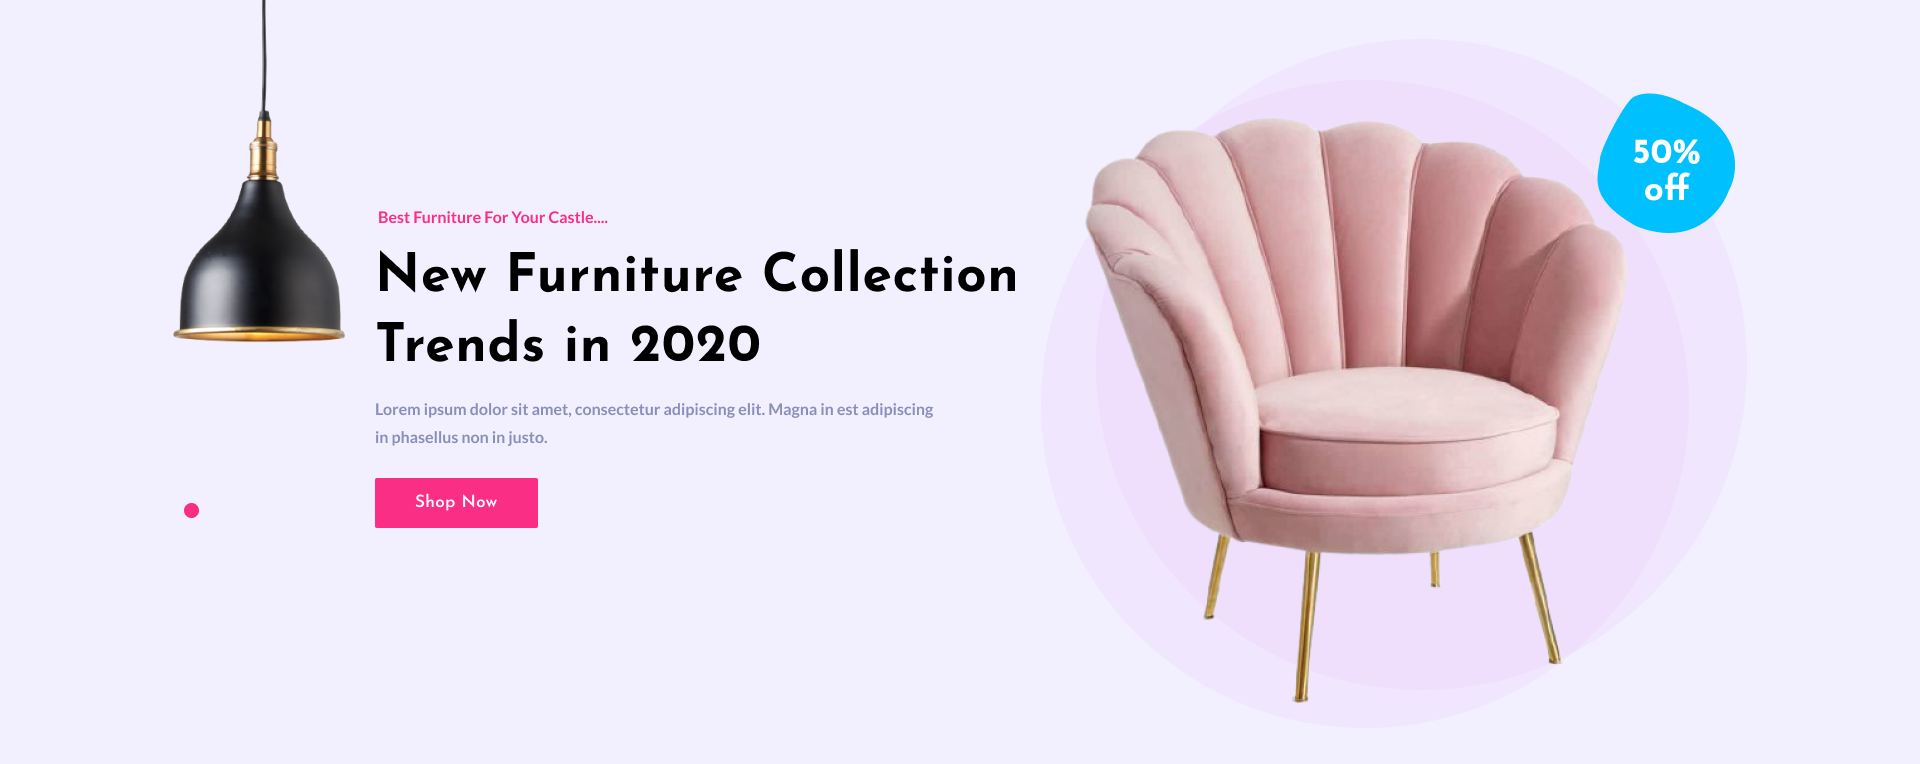 Best Furniture For Your Castle....
New Furniture Collection
Trends in 2020
Lorem ipsum dolor sit amet, consectetur adipiscing elit. Magna in est adipiscing
in phasellus non in justo.
Shop Now
50%
off